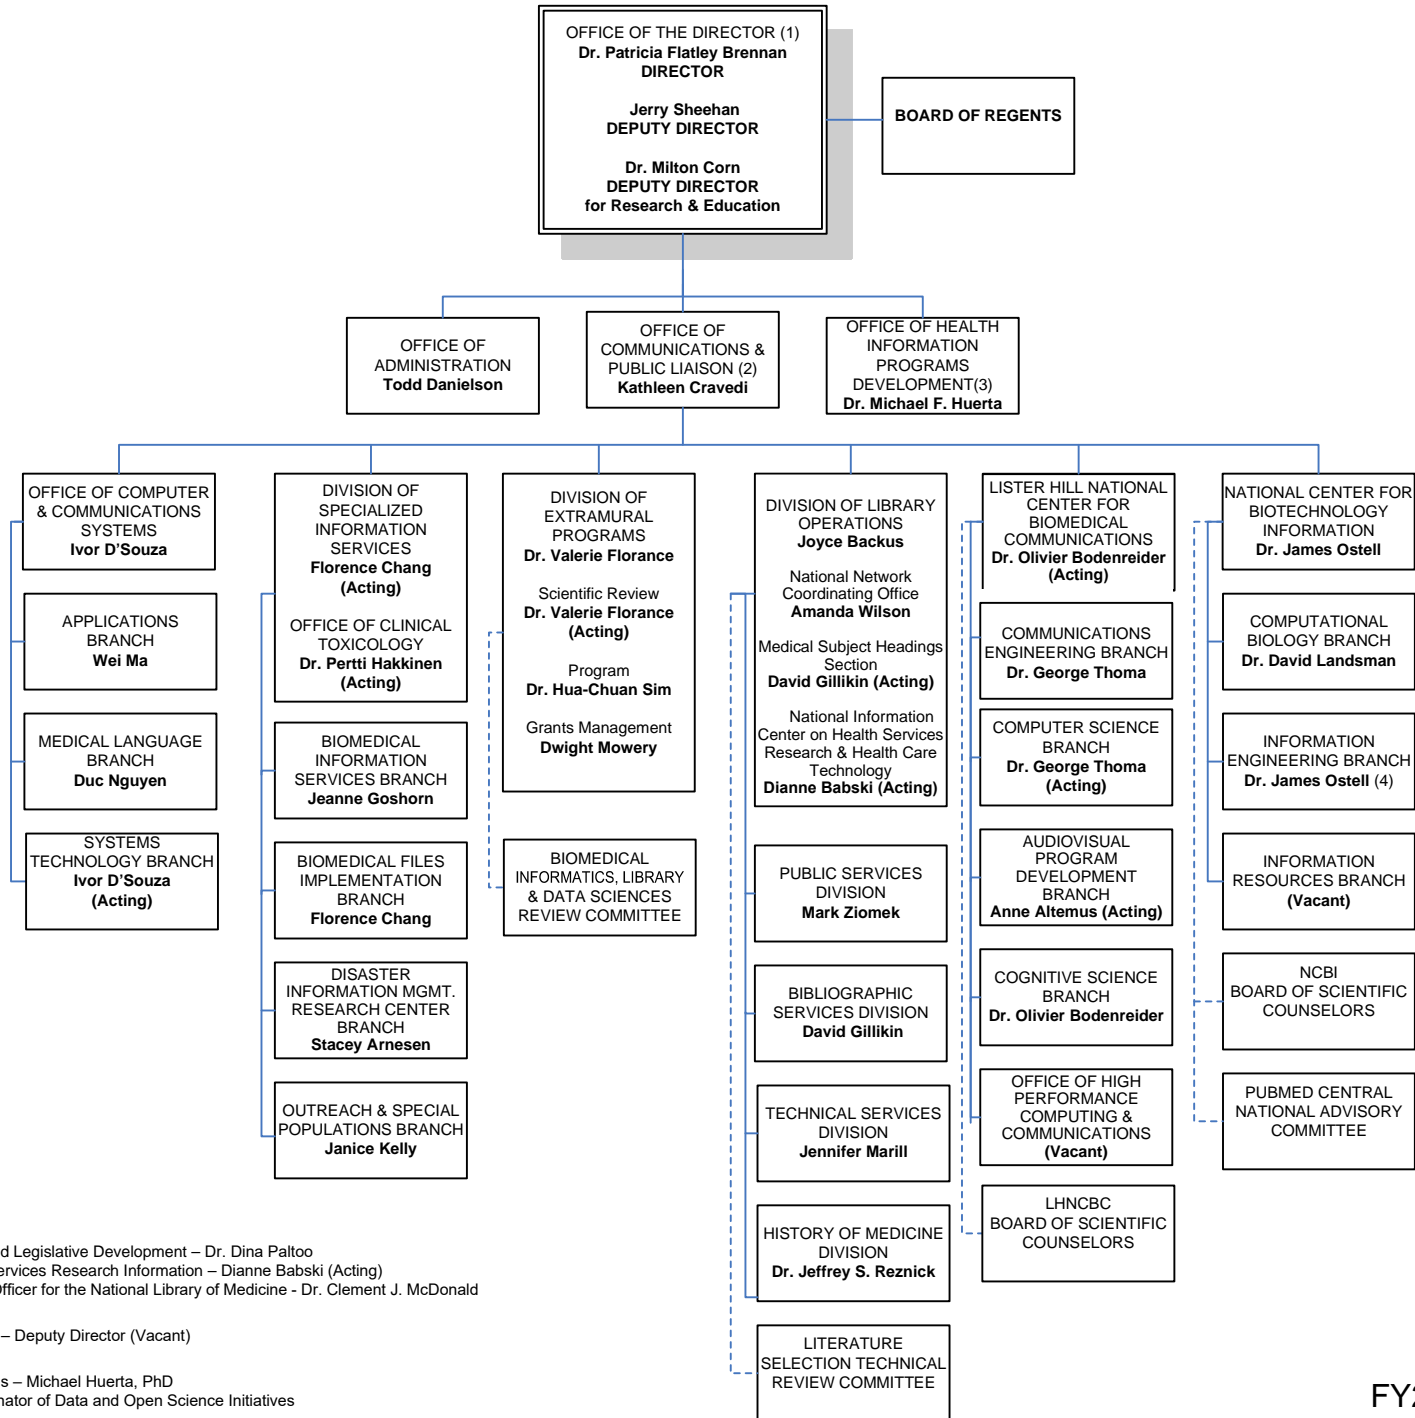 OFFICE OF THE DIRECTOR (1)
Dr. Patricia Flatley Brennan
DIRECTOR
Jerry Sheehan
DEPUTY DIRECTOR
Dr. Milton Corn
DEPUTY DIRECTOR
for Research & Education
BOARD OF REGENTS
OFFICE OF
ADMINISTRATION
Todd Danielson
OFFICE OF
COMMUNICATIONS &
PUBLIC LIAISON (2)
Kathleen Cravedi
OFFICE OF HEALTH
INFORMATION
PROGRAMS
DEVELOPMENT(3)
Dr. Michael F. Huerta
OFFICE OF COMPUTER
& COMMUNICATIONS
SYSTEMS
Ivor D’Souza
APPLICATIONS
BRANCH
Wei Ma
MEDICAL LANGUAGE
BRANCH
Duc Nguyen
SYSTEMS
TECHNOLOGY BRANCH
Ivor D’Souza
(Acting)
DIVISION OF
SPECIALIZED
INFORMATION
SERVICES
Florence Chang
(Acting)
OFFICE OF CLINICAL
TOXICOLOGY
Dr. Pertti Hakkinen
(Acting)
BIOMEDICAL
INFORMATION
SERVICES BRANCH
Jeanne Goshorn
BIOMEDICAL FILES
IMPLEMENTATION
BRANCH
Florence Chang
DISASTER
INFORMATION MGMT.
RESEARCH CENTER
BRANCH
Stacey Arnesen
OUTREACH & SPECIAL
POPULATIONS BRANCH
Janice Kelly
DIVISION OF
EXTRAMURAL
PROGRAMS
Dr. Valerie Florance
Scientific Review
Dr. Valerie Florance
(Acting)
Program
Dr. Hua-Chuan Sim
Grants Management
Dwight Mowery
BIOMEDICAL
INFORMATICS, LIBRARY
& DATA SCIENCES
REVIEW COMMITTEE
DIVISION OF LIBRARY
OPERATIONS
Joyce Backus
National Network
Coordinating Office
Amanda Wilson
Medical Subject Headings
Section
David Gillikin (Acting)
National Information
Center on Health Services
Research & Health Care
Technology
Dianne Babski (Acting)
PUBLIC SERVICES
DIVISION
Mark Ziomek
BIBLIOGRAPHIC
SERVICES DIVISION
David Gillikin
TECHNICAL SERVICES
DIVISION
Jennifer Marill
HISTORY OF MEDICINE
DIVISION
Dr. Jeffrey S. Reznick
LITERATURE
SELECTION TECHNICAL
REVIEW COMMITTEE
LISTER HILL NATIONAL
CENTER FOR
BIOMEDICAL
COMMUNICATIONS
Dr. Olivier Bodenreider
(Acting)
COMMUNICATIONS
ENGINEERING BRANCH
Dr. George Thoma
COMPUTER SCIENCE
BRANCH
Dr. George Thoma
(Acting)
AUDIOVISUAL
PROGRAM
DEVELOPMENT
BRANCH
Anne Altemus (Acting)
COGNITIVE SCIENCE
BRANCH
Dr. Olivier Bodenreider
OFFICE OF HIGH
PERFORMANCE
COMPUTING &
COMMUNICATIONS
(Vacant)
LHNCBC
BOARD OF SCIENTIFIC
COUNSELORS
NATIONAL CENTER FOR
BIOTECHNOLOGY
INFORMATION
Dr. James Ostell
COMPUTATIONAL
BIOLOGY BRANCH
Dr. David Landsman
INFORMATION
ENGINEERING BRANCH
Dr. James Ostell (4)
INFORMATION
RESOURCES BRANCH
(Vacant)
NCBI
BOARD OF SCIENTIFIC
COUNSELORS
PUBMED CENTRAL
NATIONAL ADVISORY
COMMITTEE
d Legislative Development – Dr. Dina Paltoo
ervices Research Information – Dianne Babski (Acting)
Officer for the National Library of Medicine - Dr. Clement J. McDonald
– Deputy Director (Vacant)
s – Michael Huerta, PhD
nator of Data and Open Science Initiatives